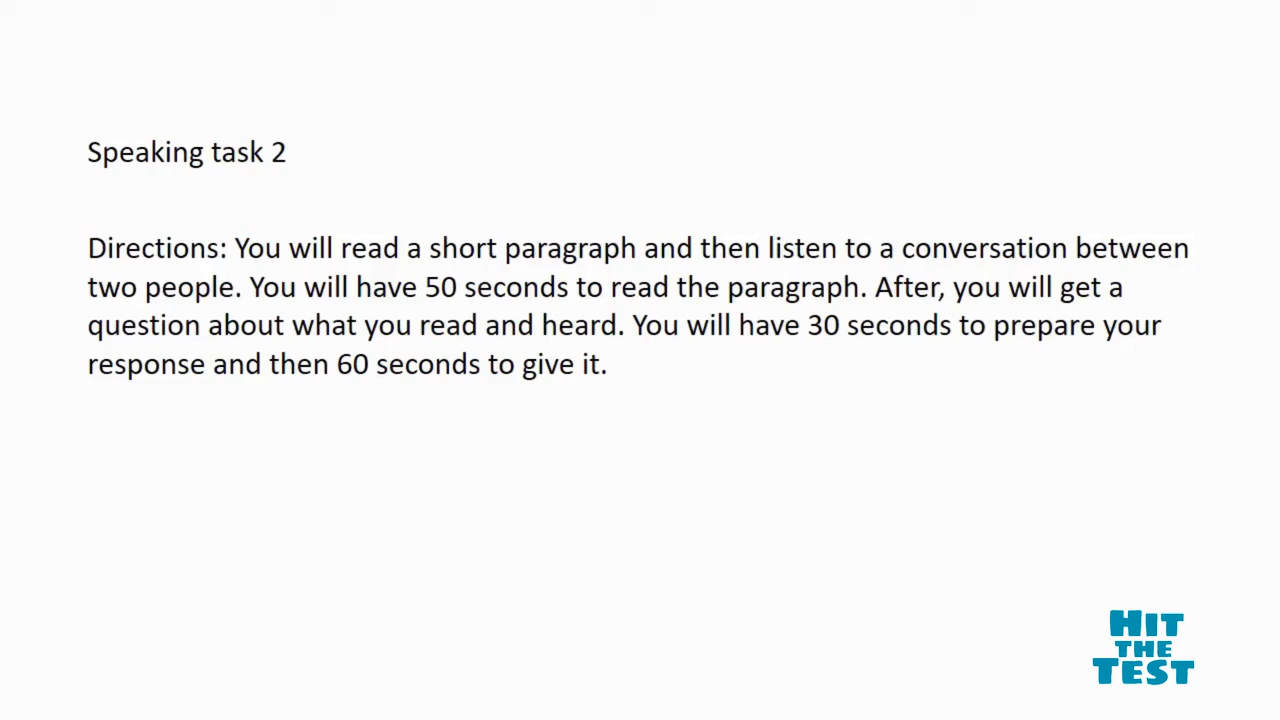 Speaking task 2
Directions: You will read a short paragraph and then listen to a conversation between
two people. You will have 50 seconds to read the paragraph. After, you will get a
question about what you read and heard. You will have 30 seconds to prepare your
response and then 60 seconds to give it.
HIT
THE
TEST